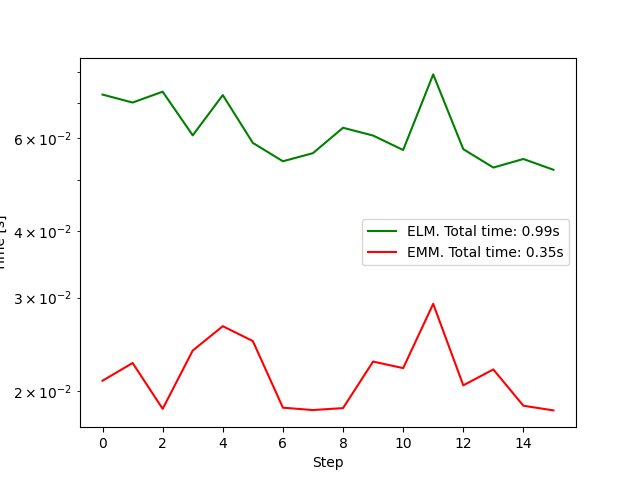 6 × 10⁻²
4 × 10⁻²
3 × 10⁻²
2 × 10⁻²
Time [s]
ELM. Total time: 0.99s
EMM. Total time: 0.35s
0 2 4 6 8 10 12 14
Step